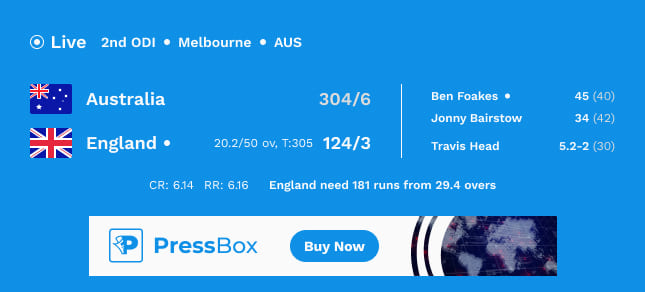 Live 2nd ODI • Melbourne • AUS
Australia 304/6
England • 20.2/50 ov, T:305 124/3
Ben Foakes • 45 (40)
Jonny Bairstow 34 (42)
Travis Head 5.2-2 (30)
CR: 6.14 RR: 6.16 England need 181 runs from 29.4 overs
P PressBox Buy Now